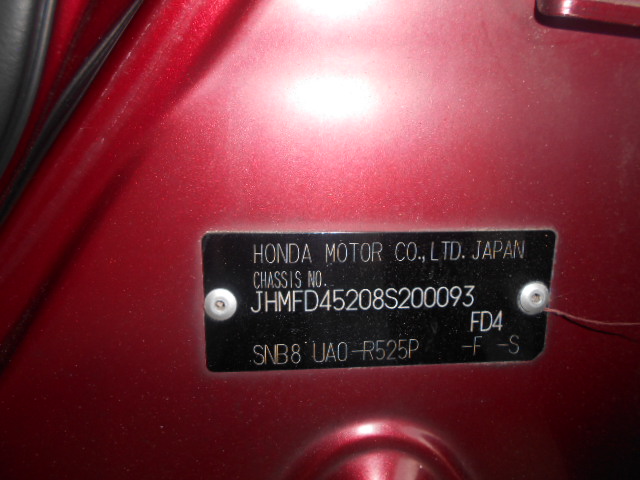 HONDA MOTOR CO.,LTD. JAPAN
CHASSIS NO.
JHMFD45208S200093
FD4
SNB8 UA0-R525P -F -S